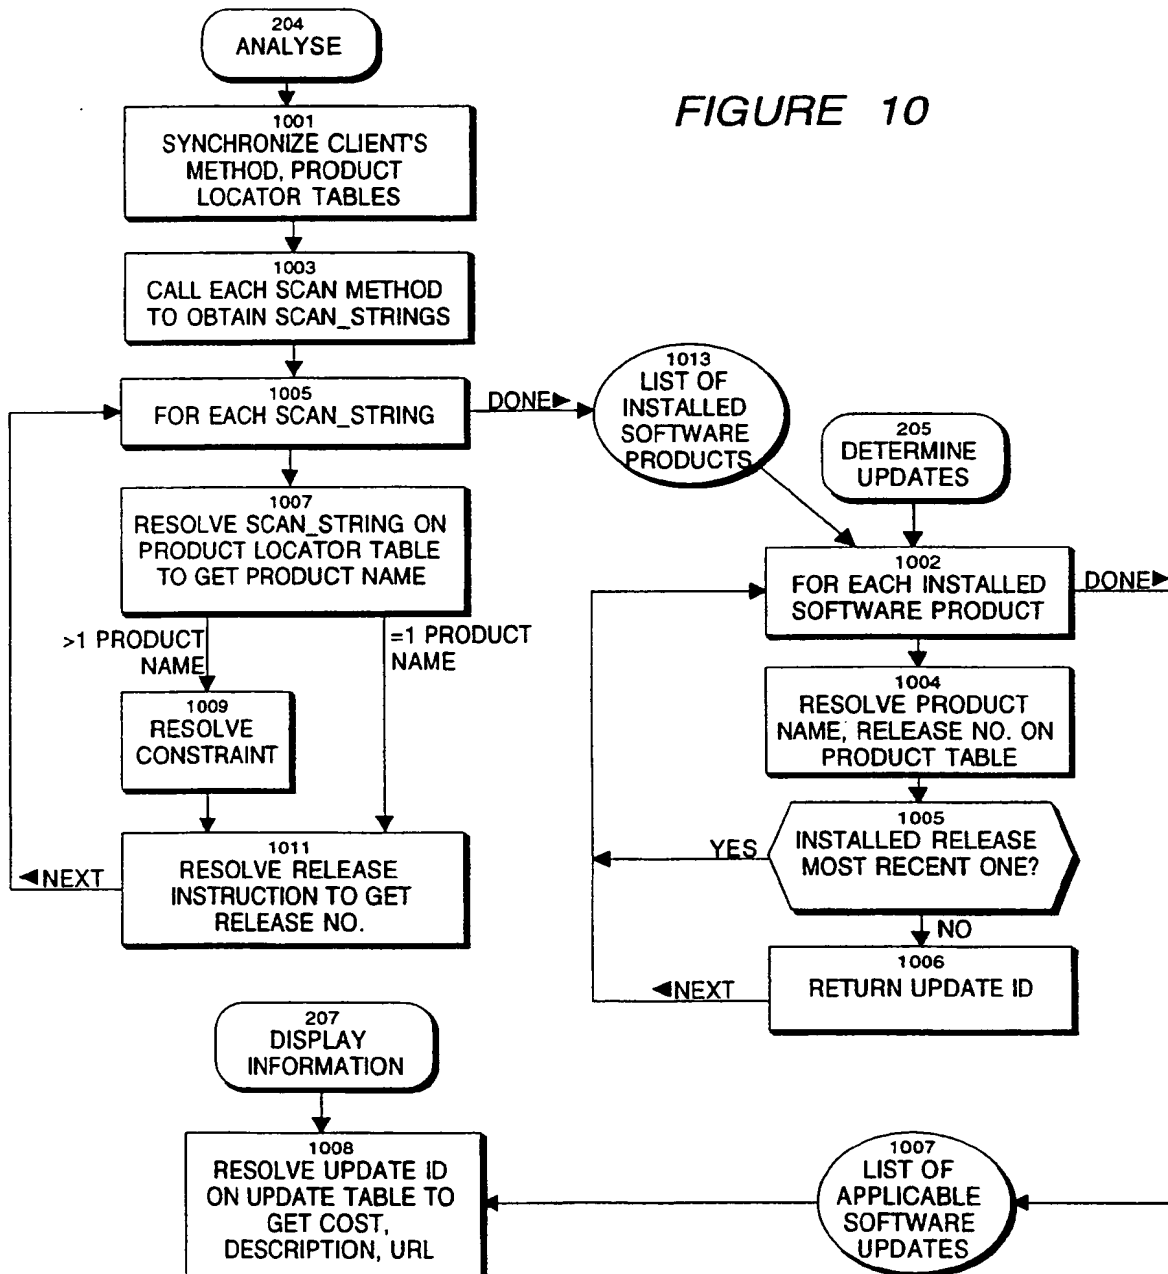 FIGURE 10
204
ANALYSE
1001
SYNCHRONIZE CLIENT'S
METHOD, PRODUCT
LOCATOR TABLES
1003
CALL EACH SCAN METHOD
TO OBTAIN SCAN_STRINGS
1005
FOR EACH SCAN_STRING
DONE
1007
RESOLVE SCAN_STRING ON
PRODUCT LOCATOR TABLE
TO GET PRODUCT NAME
>1 PRODUCT
NAME
=1 PRODUCT
NAME
1009
RESOLVE
CONSTRAINT
1011
RESOLVE RELEASE
INSTRUCTION TO GET
RELEASE NO.
NEXT
1013
LIST OF
INSTALLED
SOFTWARE
PRODUCTS
205
DETERMINE
UPDATES
1002
FOR EACH INSTALLED
SOFTWARE PRODUCT
DONE
1004
RESOLVE PRODUCT
NAME, RELEASE NO. ON
PRODUCT TABLE
1005
INSTALLED RELEASE
MOST RECENT ONE?
YES
NO
1006
RETURN UPDATE ID
NEXT
207
DISPLAY
INFORMATION
1008
RESOLVE UPDATE ID
ON UPDATE TABLE TO
GET COST,
DESCRIPTION, URL
1007
LIST OF
APPLICABLE
SOFTWARE
UPDATES